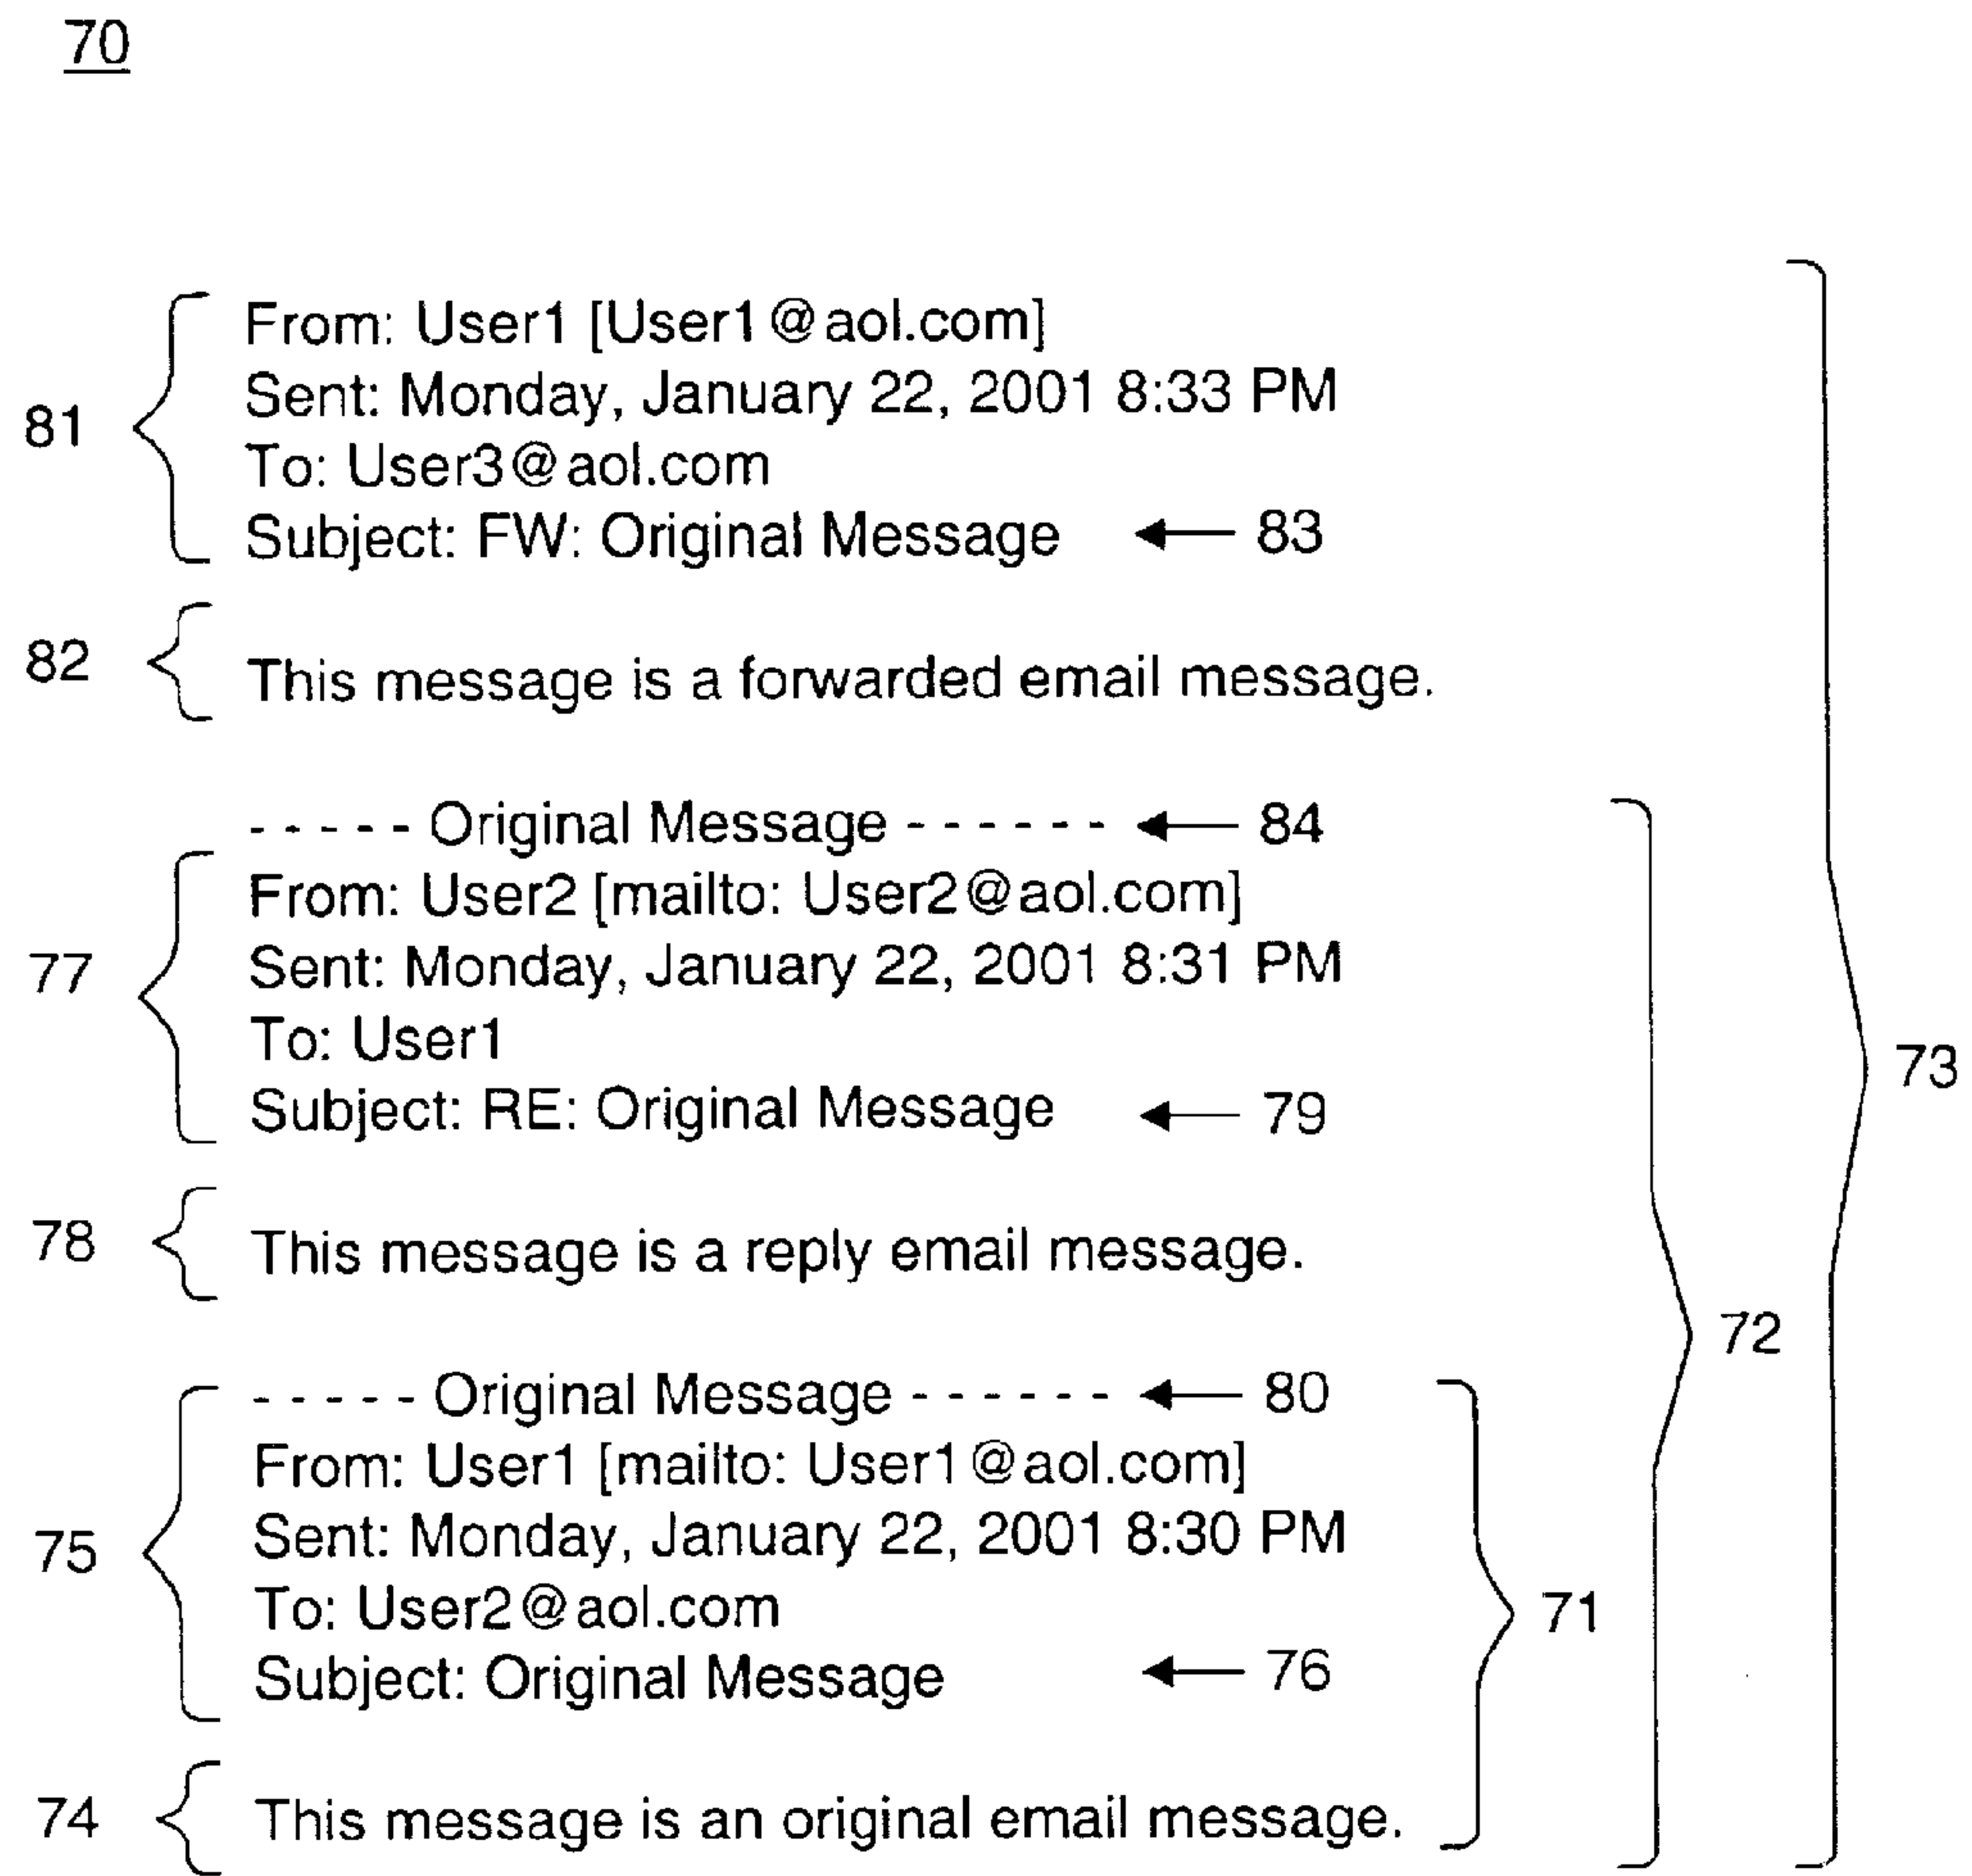 70
From: User1 [User1@aol.com]
Sent: Monday, January 22, 2001 8:33 PM
81
To: User3@aol.com
Subject: FW: Original Message 83
82 This message is a forwarded email message.
- - - - - Original Message - - - - - - 84
From: User2 [mailto: User2@aol.com]
77 Sent: Monday, January 22, 2001 8:31 PM
To: User1
73
Subject: RE: Original Message 79
78 This message is a reply email message.
72
- - - - - Original Message - - - - - - 80
From: User1 [mailto: User1@aol.com]
75 Sent: Monday, January 22, 2001 8:30 PM
To: User2@aol.com 71
Subject: Original Message 76
74 This message is an original email message.